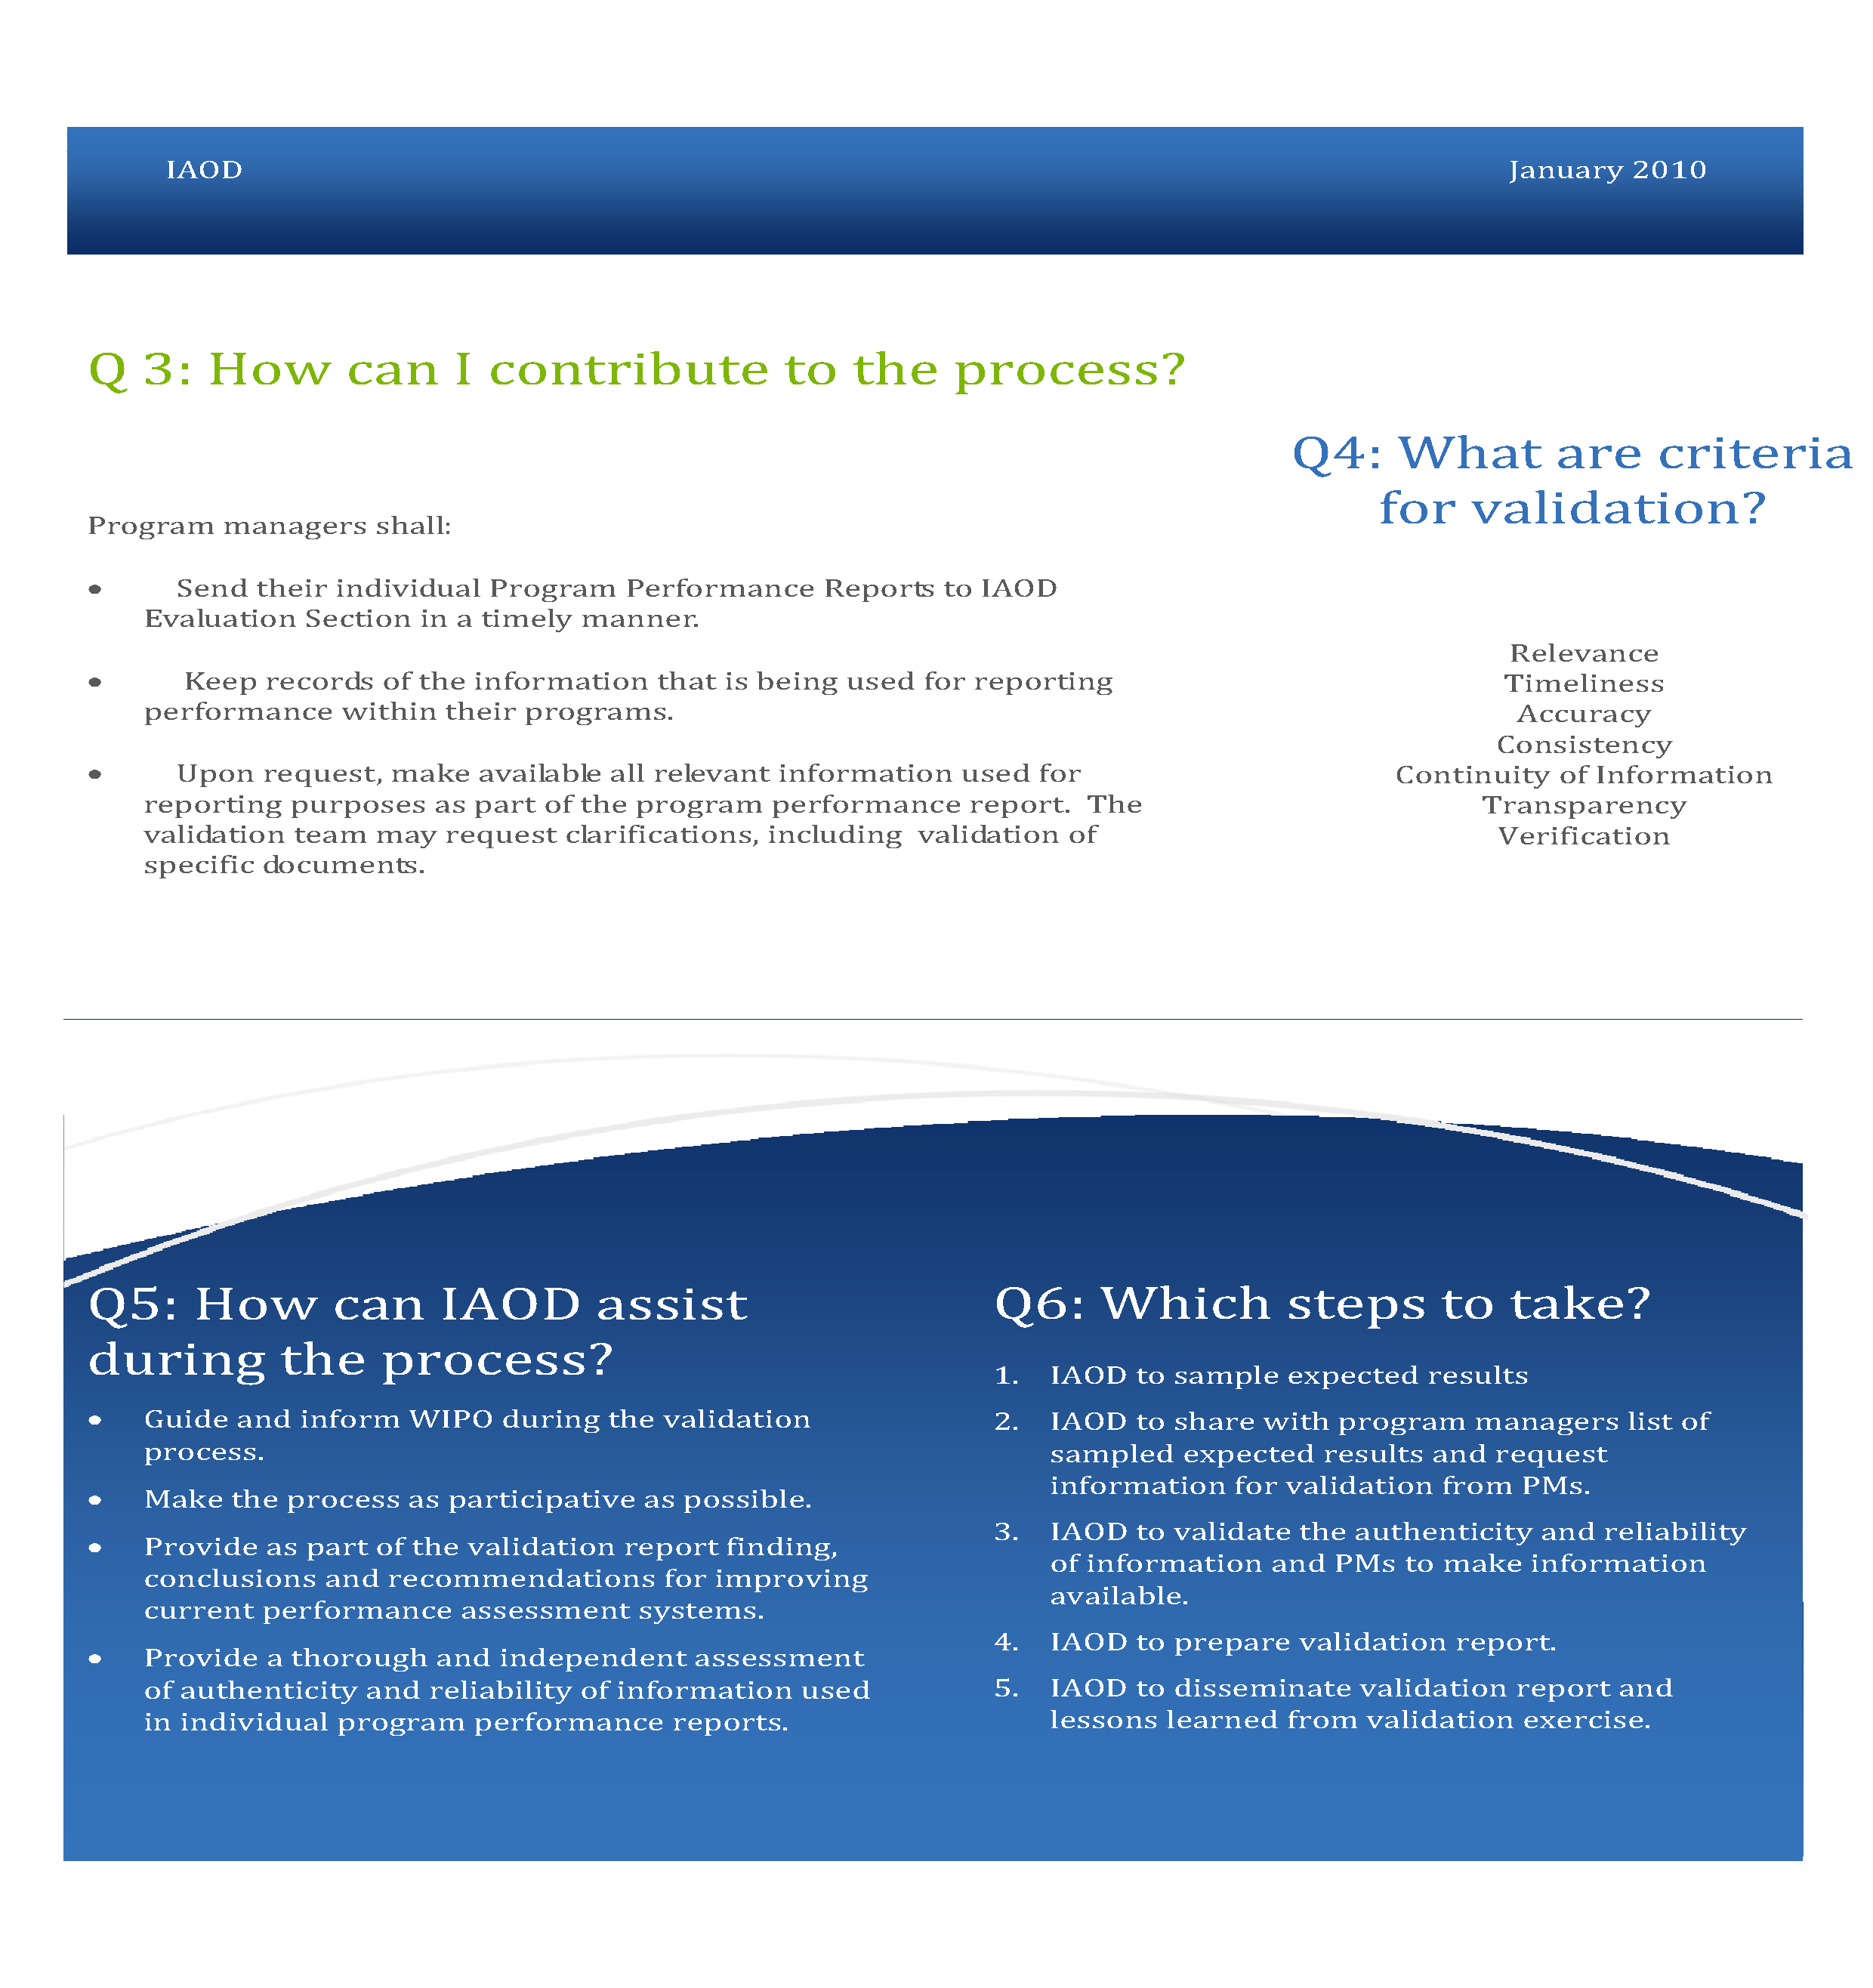 IAOD January 2010
Q 3: How can I contribute to the process?
Program managers shall:
• Send their individual Program Performance Reports to IAOD
Evaluation Section in a timely manner.
• Keep records of the information that is being used for reporting
performance within their programs.
• Upon request, make available all relevant information used for
reporting purposes as part of the program performance report. The
validation team may request clarifications, including validation of
specific documents.
Q4: What are criteria
for validation?
Relevance
Timeliness
Accuracy
Consistency
Continuity of Information
Transparency
Verification
Q5: How can IAOD assist
during the process?
• Guide and inform WIPO during the validation
process.
• Make the process as participative as possible.
• Provide as part of the validation report finding,
conclusions and recommendations for improving
current performance assessment systems.
• Provide a thorough and independent assessment
of authenticity and reliability of information used
in individual program performance reports.
Q6: Which steps to take?
1. IAOD to sample expected results
2. IAOD to share with program managers list of
sampled expected results and request
information for validation from PMs.
3. IAOD to validate the authenticity and reliability
of information and PMs to make information
available.
4. IAOD to prepare validation report.
5. IAOD to disseminate validation report and
lessons learned from validation exercise.